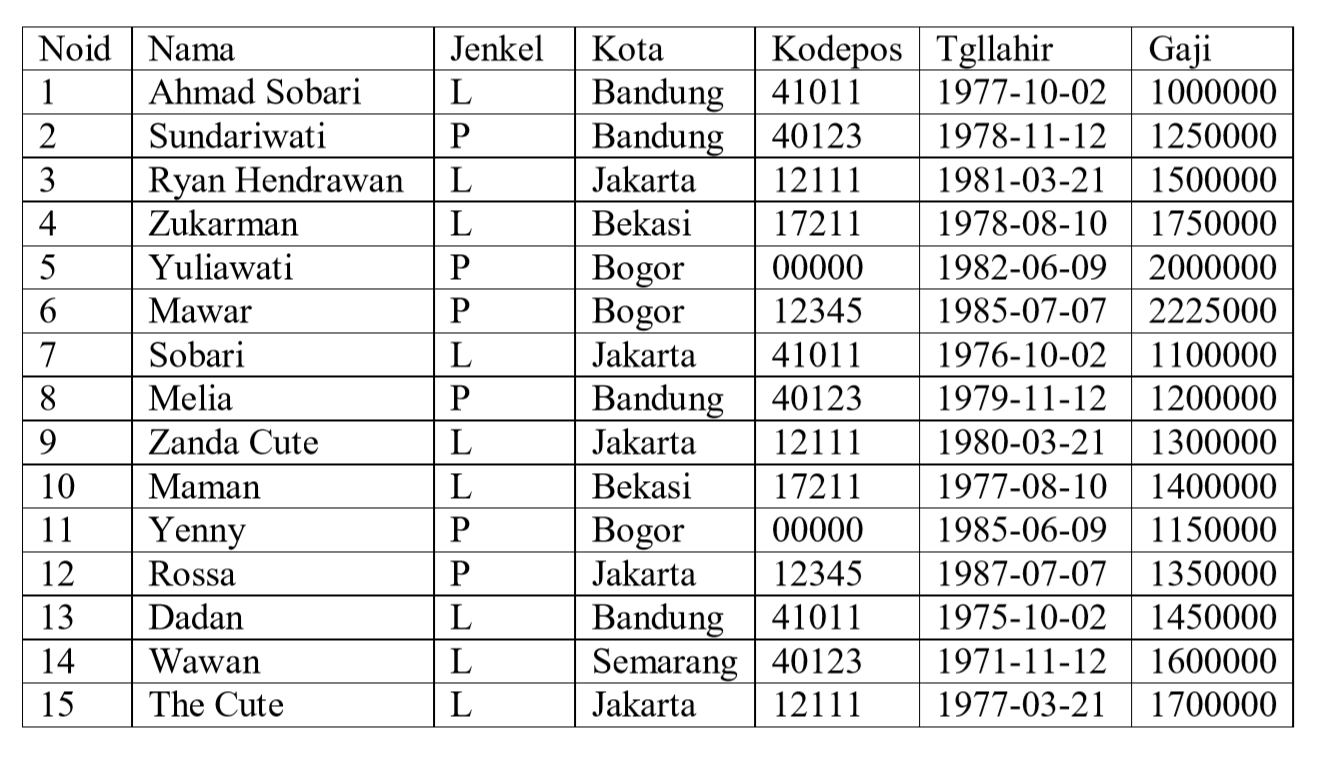 Noid Nama Jenkel Kota Kodepos Tgllahir Gaji
1 Ahmad Sobari L Bandung 41011 1977-10-02 1000000
2 Sundariwati P Bandung 40123 1978-11-12 1250000
3 Ryan Hendrawan L Jakarta 12111 1981-03-21 1500000
4 Zukarman L Bekasi 17211 1978-08-10 1750000
5 Yuliawati P Bogor 00000 1982-06-09 2000000
6 Mawar P Bogor 12345 1985-07-07 2225000
7 Sobari L Jakarta 41011 1976-10-02 1100000
8 Melia P Bandung 40123 1979-11-12 1200000
9 Zanda Cute L Jakarta 12111 1980-03-21 1300000
10 Maman L Bekasi 17211 1977-08-10 1400000
11 Yenny P Bogor 00000 1985-06-09 1150000
12 Rossa P Jakarta 12345 1987-07-07 1350000
13 Dadan L Bandung 41011 1975-10-02 1450000
14 Wawan L Semarang 40123 1971-11-12 1600000
15 The Cute L Jakarta 12111 1977-03-21 1700000